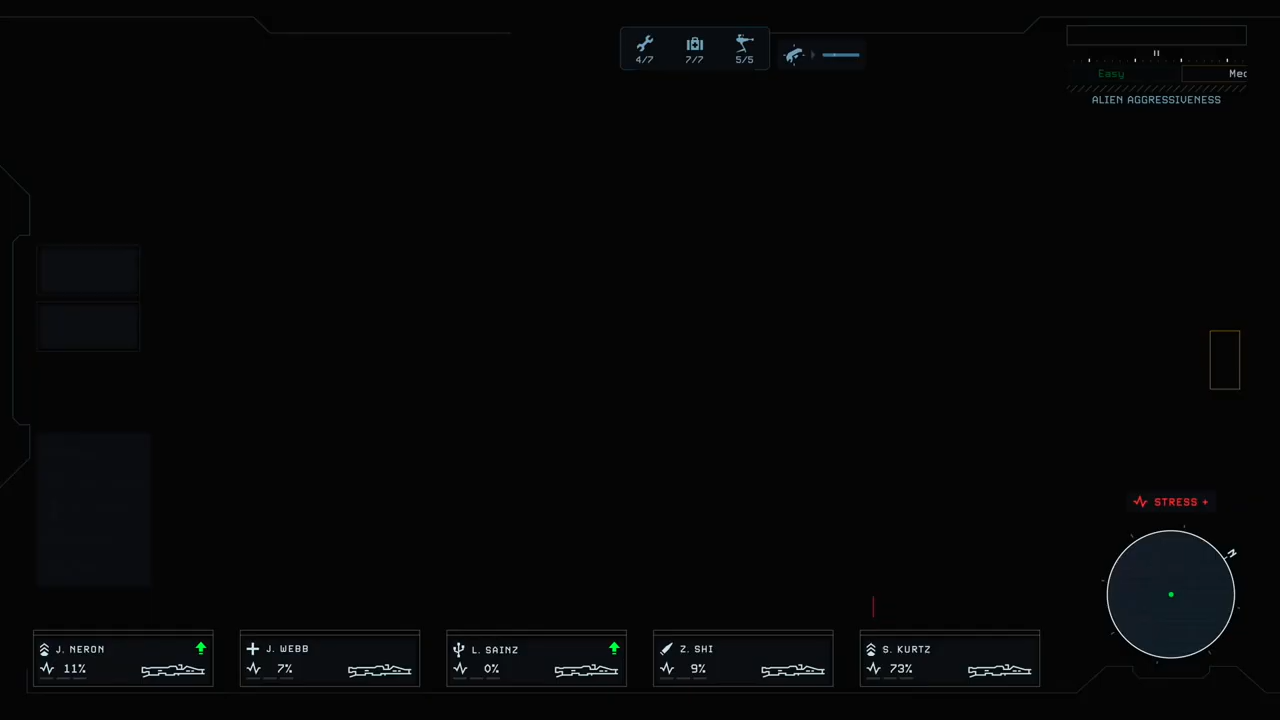 4/7 7/7 5/5
Easy
Med
ALIEN AGGRESSIVENESS
STRESS +
N
J. NERON
11%
J. WEBB
7%
L. SAINZ
0%
Z. SHI
9%
S. KURTZ
73%